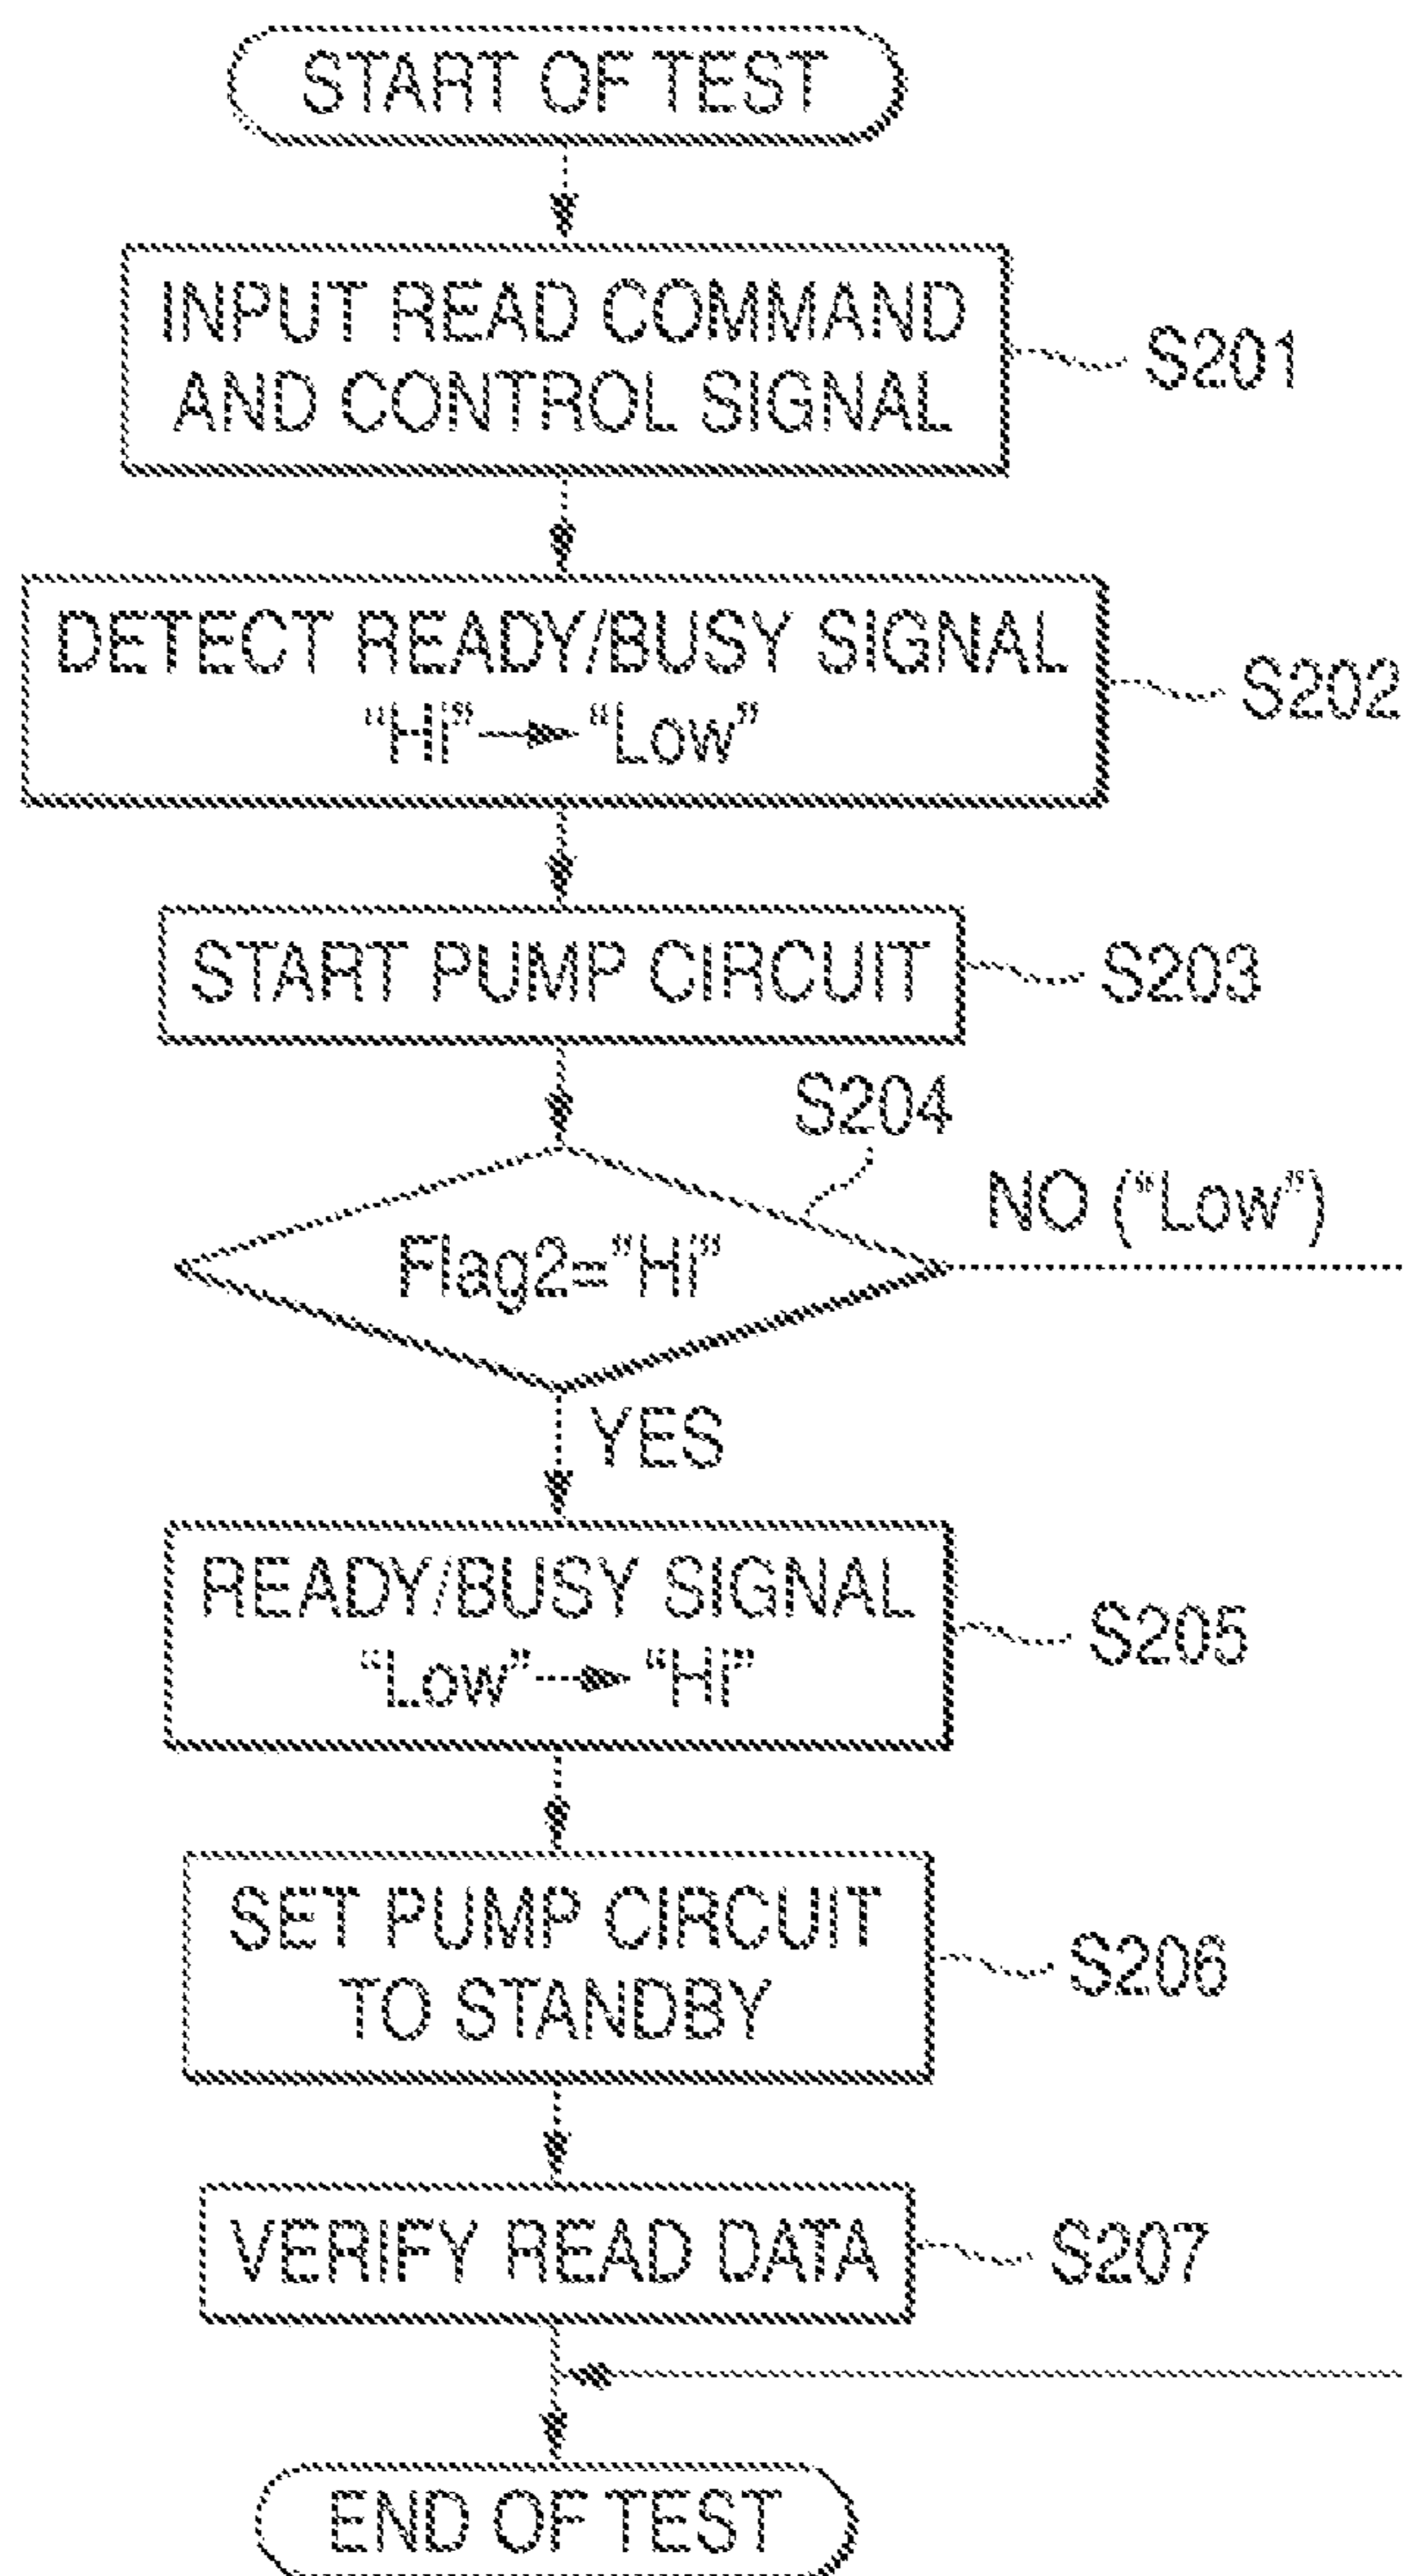 START OF TEST
INPUT READ COMMAND
AND CONTROL SIGNAL
S201
DETECT READY/BUSY SIGNAL
“Hi” → “Low”
S202
START PUMP CIRCUIT
S203
S204
NO (“Low”)
Flag2=”Hi”
YES
READY/BUSY SIGNAL
“Low” → “Hi”
S205
SET PUMP CIRCUIT
TO STANDBY
S206
VERIFY READ DATA
S207
END OF TEST